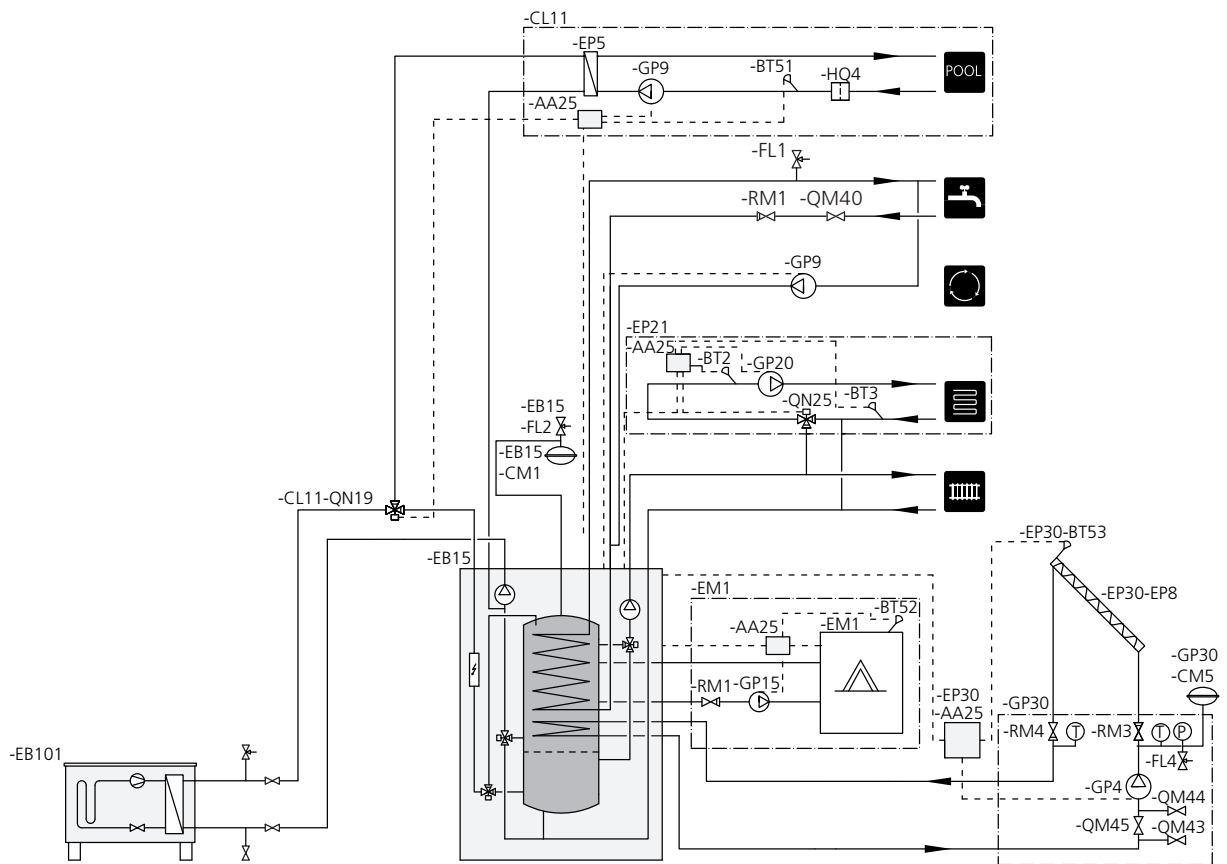 -CL11
-EP5
-GP9
-BT51
-HQ4
POOL
-AA25
-FL1
-RM1
-QM40
-GP9
-EP21
-AA25
-BT2
-GP20
-QN25
-BT3
-EB15
-FL2
-EB15
-CM1
-CL11-QN19
-EP30-BT53
-EB15
-EM1
-BT52
-EP30-EP8
-AA25
-EM1
-GP30
-CM5
-RM1
-GP15
-EP30
-AA25
-GP30
-RM4
T
-RM3
T
P
-FL4
-EB101
-GP4
-QM44
-QM45
-QM43